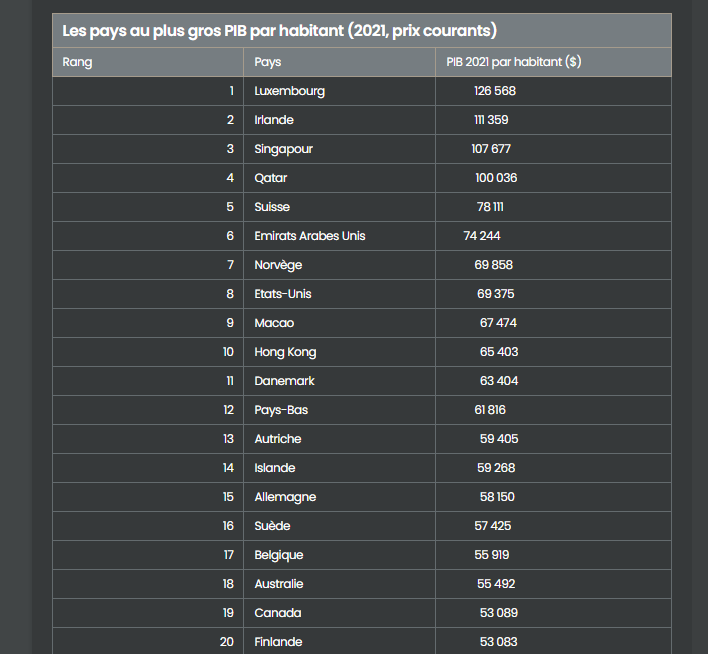 Les pays au plus gros PIB par habitant (2021, prix courants)
Rang Pays PIB 2021 par habitant ($)
1 Luxembourg 126 568
2 Irlande 111 359
3 Singapour 107 677
4 Qatar 100 036
5 Suisse 78 111
6 Emirats Arabes Unis 74 244
7 Norvège 69 858
8 Etats-Unis 69 375
9 Macao 67 474
10 Hong Kong 65 403
11 Danemark 63 404
12 Pays-Bas 61 816
13 Autriche 59 405
14 Islande 59 268
15 Allemagne 58 150
16 Suède 57 425
17 Belgique 55 919
18 Australie 55 492
19 Canada 53 089
20 Finlande 53 083